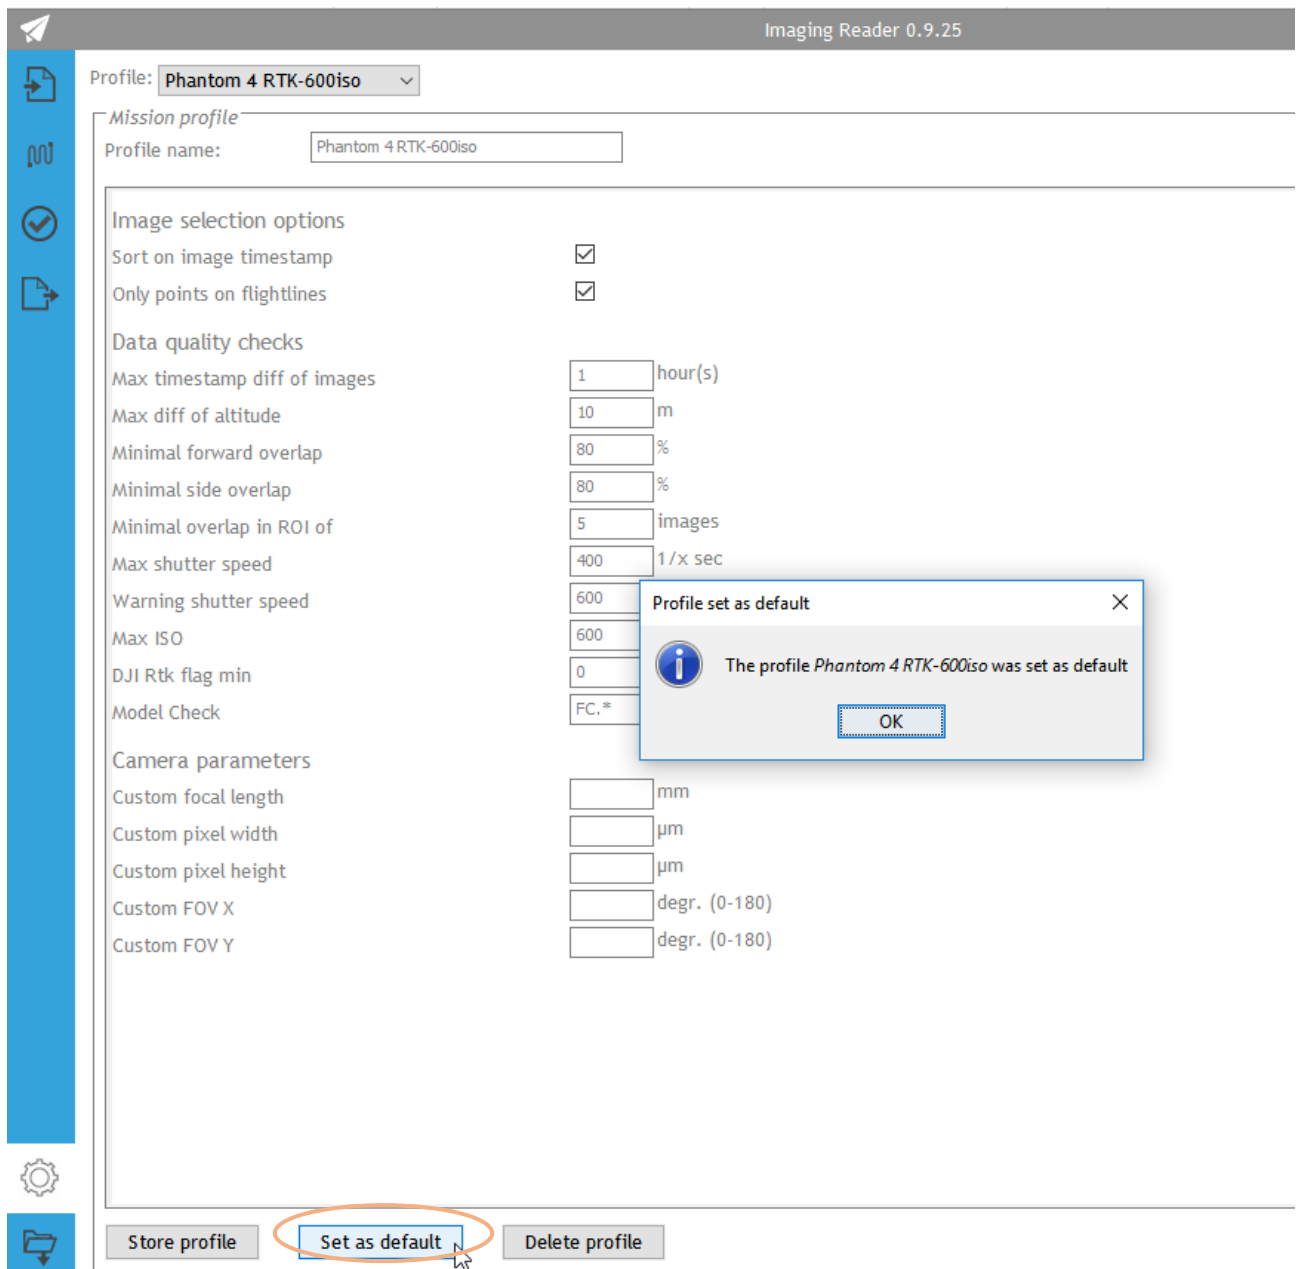 Imaging Reader 0.9.25
Profile: Phantom 4 RTK-600iso
Mission profile
Profile name: Phantom 4 RTK-600iso
Image selection options
Sort on image timestamp
Only points on flightlines
Data quality checks
Max timestamp diff of images 1 hour(s)
Max diff of altitude 10 m
Minimal forward overlap 80 %
Minimal side overlap 80 %
Minimal overlap in ROI of 5 images
Max shutter speed 400 1/x sec
Warning shutter speed 600
Max ISO 600
DJI Rtk flag min 0
Model Check FC.*
Profile set as default
The profile Phantom 4 RTK-600iso was set as default
OK
Camera parameters
Custom focal length mm
Custom pixel width µm
Custom pixel height µm
Custom FOV X degr. (0-180)
Custom FOV Y degr. (0-180)
Store profile Set as default Delete profile